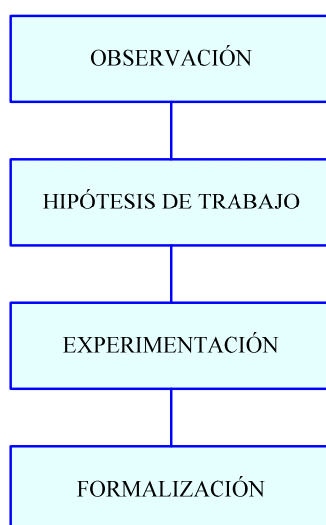 OBSERVACIÓN
HIPÓTESIS DE TRABAJO
EXPERIMENTACIÓN
FORMALIZACIÓN